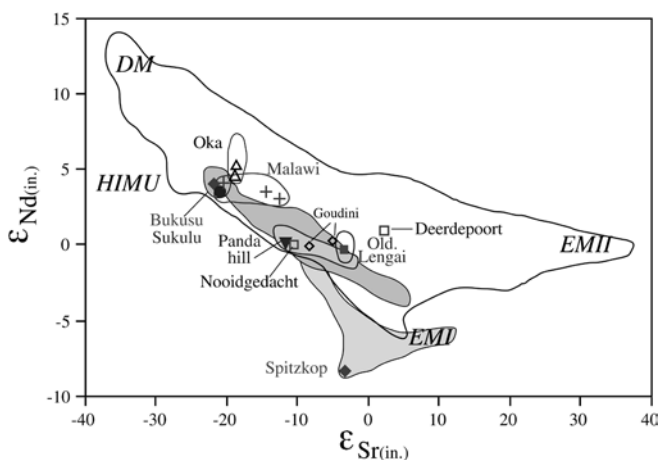 15
10
5
0
-5
-10
εNd(in.)
DM
Oka
Malawi
HIMU
Bukusu
Sukulu
Goudini
Panda
hill
Old.
Lengai
Deerdepoort
EMII
Nooidgedacht
EMI
Spitzkop
-40 -30 -20 -10 0 10 20 30 40
εSr(in.)